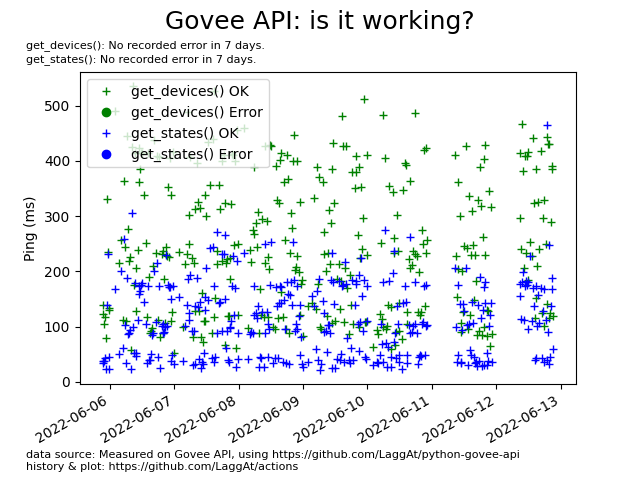 Govee API: is it working?
get_devices(): No recorded error in 7 days.
get_states(): No recorded error in 7 days.
get_devices() OK
get_devices() Error
get_states() OK
get_states() Error
Ping (ms)
500
400
300
200
100
0
2022-06-06
2022-06-07
2022-06-08
2022-06-09
2022-06-10
2022-06-11
2022-06-12
2022-06-13
data source: Measured on Govee API, using https://github.com/LaggAt/python-govee-api
history & plot: https://github.com/LaggAt/actions